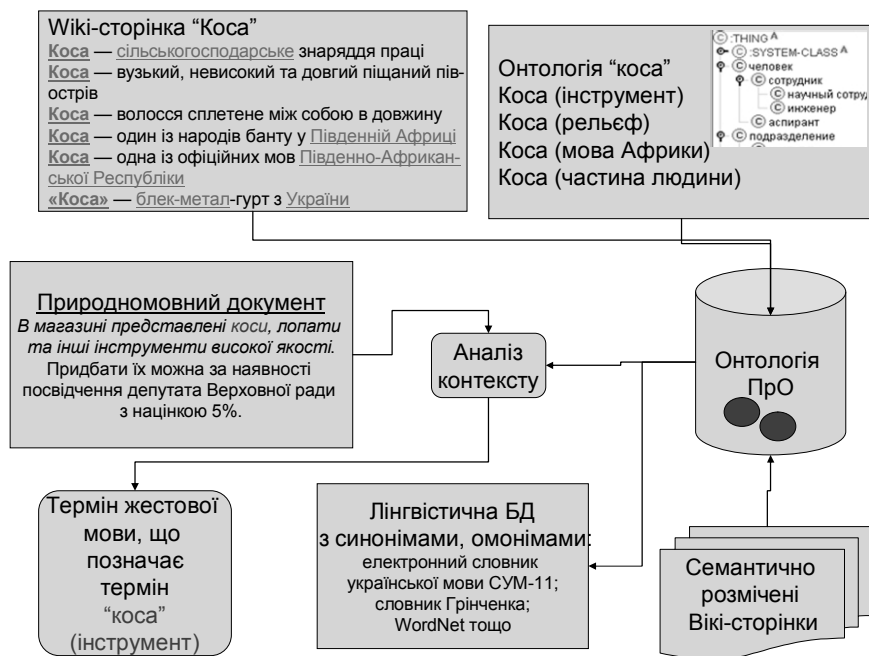 Wiki-сторінка “Коса”
Коса — сільськогосподарське знаряддя праці
Коса — вузький, невисокий та довгий піщаний пів-
острів
Коса — волосся сплетене між собою в довжину
Коса — один із народів банту у Південній Африці
Коса — одна із офіційних мов Південно-Африкан-
ської Республіки
«Коса» — блек-метал-гурт з України
Онтологія “коса”
Коса (інструмент)
Коса (рельєф)
Коса (мова Африки)
Коса (частина людини)
C :THING A
C :SYSTEM-CLASS A
C человек
C сотрудник
C научный сотруд
C инженер
C аспирант
C подразделение
Природномовний документ
В магазині представлені коси, лопати
та інші інструменти високої якості.
Придбати їх можна за наявності
посвідчення депутата Верховної ради
з націнкою 5%.
Аналіз
контексту
Онтологія
ПрО
Термін жестової
мови, що
позначає
термін
“коса”
(інструмент)
Лінгвістична БД
з синонімами, омонімами:
електронний словник
української мови СУМ-11;
словник Грінченка;
WordNet тощо
Семантично
розмічені
Вікі-сторінки